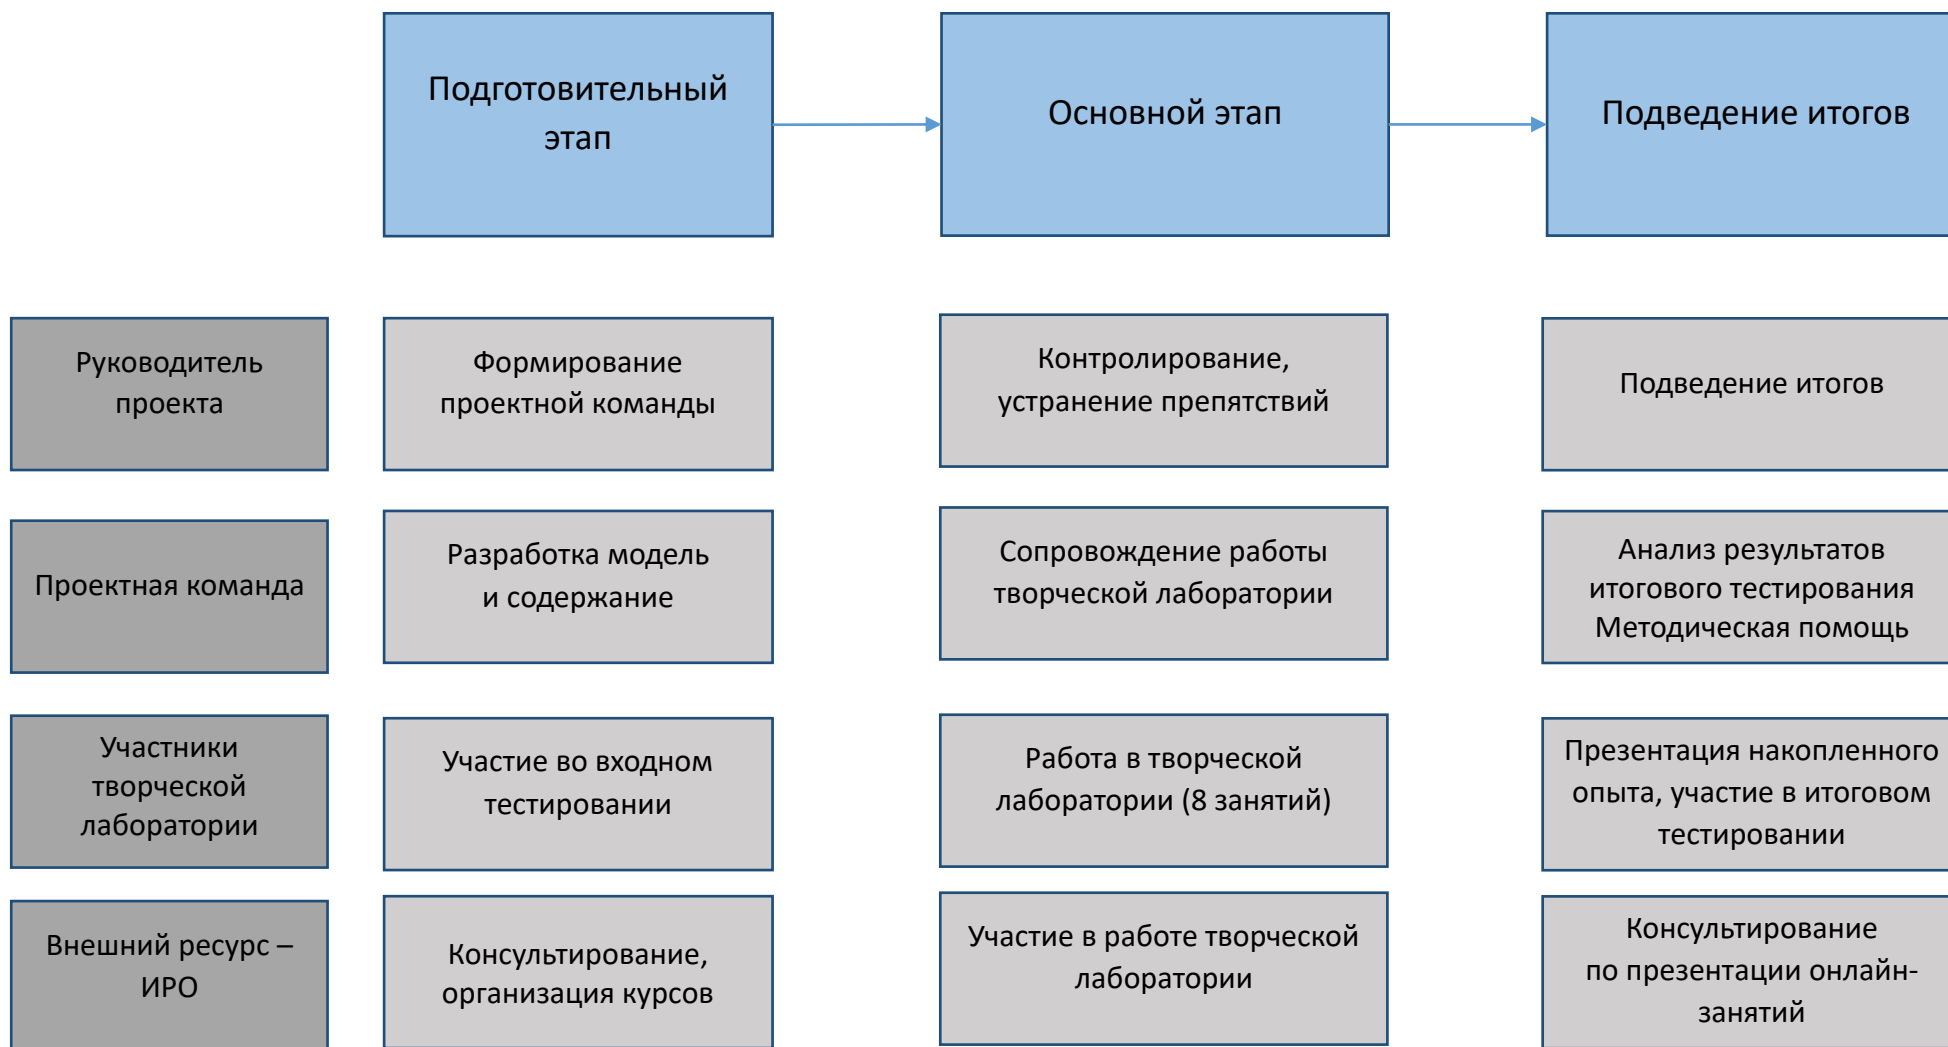 Подготовительный
этап
Основной этап
Подведение итогов
Руководитель
проекта
Формирование
проектной команды
Контролирование,
устранение препятствий
Подведение итогов
Проектная команда
Разработка модель
и содержание
Сопровождение работы
творческой лаборатории
Анализ результатов
итогового тестирования
Методическая помощь
Участники
творческой
лаборатории
Участие во входном
тестировании
Работа в творческой
лаборатории (8 занятий)
Презентация накопленного
опыта, участие в итоговом
тестировании
Внешний ресурс –
ИРО
Консультирование,
организация курсов
Участие в работе творческой
лаборатории
Консультирование
по презентации онлайн-
занятий